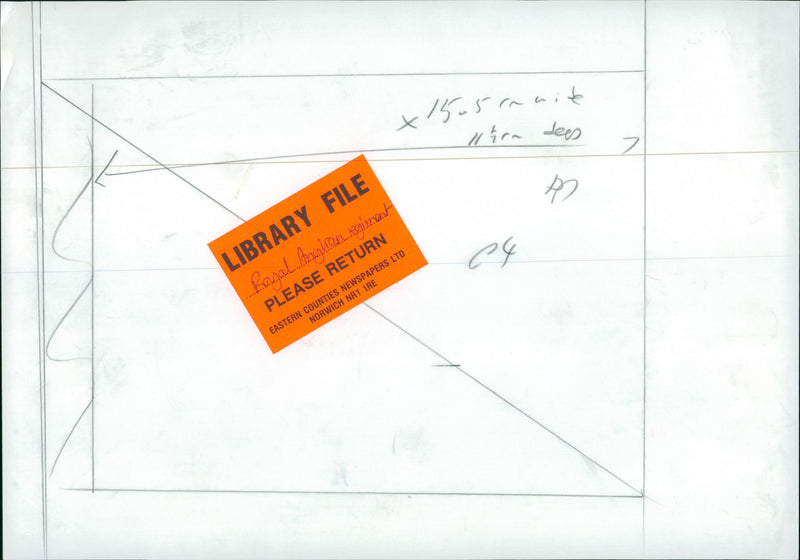 x 15.5 cm wide
11½cm deep
C4
LIBRARY FILE
Royal Anglian regiment
PLEASE RETURN
EASTERN COUNTIES NEWSPAPERS LTD
NORWICH NR1 1RE